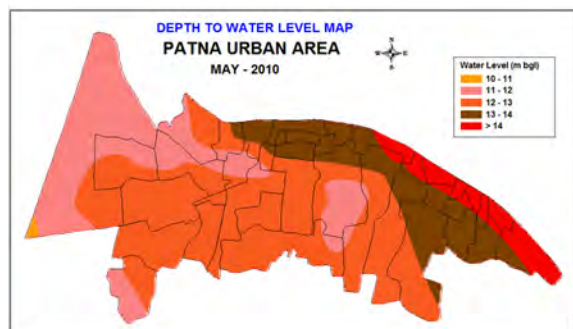 DEPTH TO WATER LEVEL MAP
PATNA URBAN AREA
MAY - 2010
N
W E
S
Water Level (m bgl)
10 - 11
11 - 12
12 - 13
13 - 14
> 14